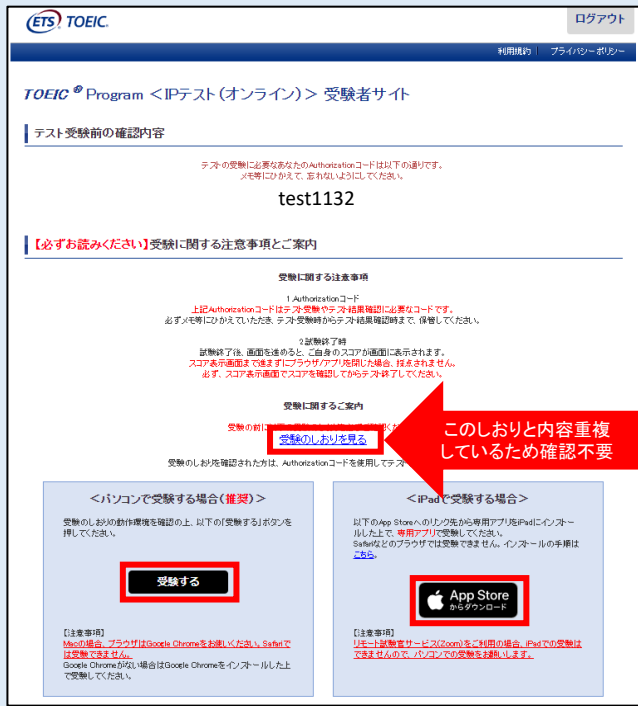 ETS TOEIC.
ログアウト
利用規約 | プライバシーポリシー
TOEIC ® Program <IPテスト(オンライン)> 受験者サイト
テスト受験前の確認内容
テストの受験に必要なあなたのAuthorizationコードは以下の通りです。
メモ等にひかえて、忘れないようにしてください。
test1132
【必ずお読みください】受験に関する注意事項とご案内
受験に関する注意事項
1.Authorizationコード
上記Authorizationコードはテスト受験やテスト結果確認に必要なコードです。
必ずメモ等にひかえていただき、テスト受験時からテスト結果確認時まで、保管してください。
2.試験終了時
試験終了後、画面を進めると、ご自身のスコアが画面に表示されます。
スコア表示画面まで進まずにブラウザ/アプリを閉じた場合、採点されません。
必ず、スコア表示画面でスコアを確認してからテスト終了してください。
受験に関するご案内
受験の前に
受験のしおりを見る
このしおりと内容重複
しているため確認不要
受験のしおりを確認された方は、Authorizationコードを使用してテス
<パソコンで受験する場合(推奨)>
受験のしおりの動作環境を確認の上、以下の「受験する」ボタンを
押してください。
受験する
【注意事項】
Macの場合、ブラウザはGoogle Chromeをお使いください。Safariで
は受験できません。
Google Chromeがない場合はGoogle Chromeをインストールした上
で受験してください。
<iPadで受験する場合>
以下のApp Storeへのリンク先から専用アプリをiPadにインストー
ルした上で、専用アプリで受験してください。
Safariなどのブラウザでは受験できません。インストールの手順は
こちら。
App Store
からダウンロード
【注意事項】
リモート試験官サービス(Zoom)をご利用の場合、iPadでの受験は
できませんので、パソコンでの受験をお願いします。